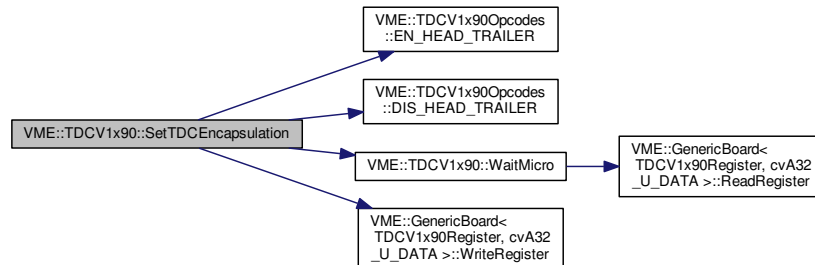 VME::TDCV1x90Opcodes
::EN_HEAD_TRAILER
VME::TDCV1x90Opcodes
::DIS_HEAD_TRAILER
VME::TDCV1x90::SetTDCEncapsulation
VME::TDCV1x90::WaitMicro
VME::GenericBoard<
TDCV1x90Register, cvA32
_U_DATA >::ReadRegister
VME::GenericBoard<
TDCV1x90Register, cvA32
_U_DATA >::WriteRegister